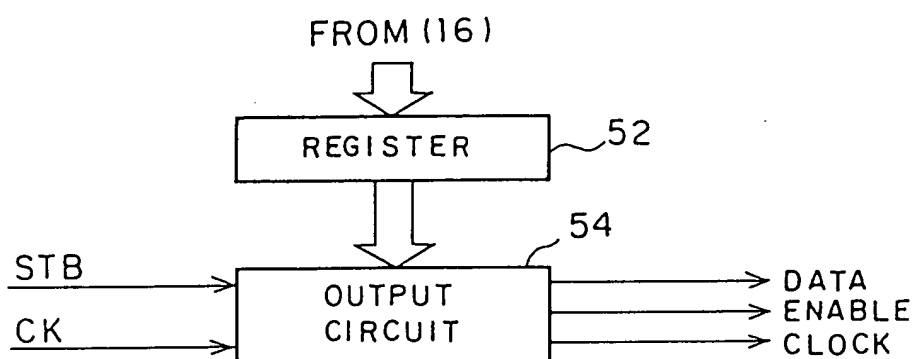 FROM (16)
REGISTER
52
54
STB
CK
OUTPUT
CIRCUIT
DATA
ENABLE
CLOCK